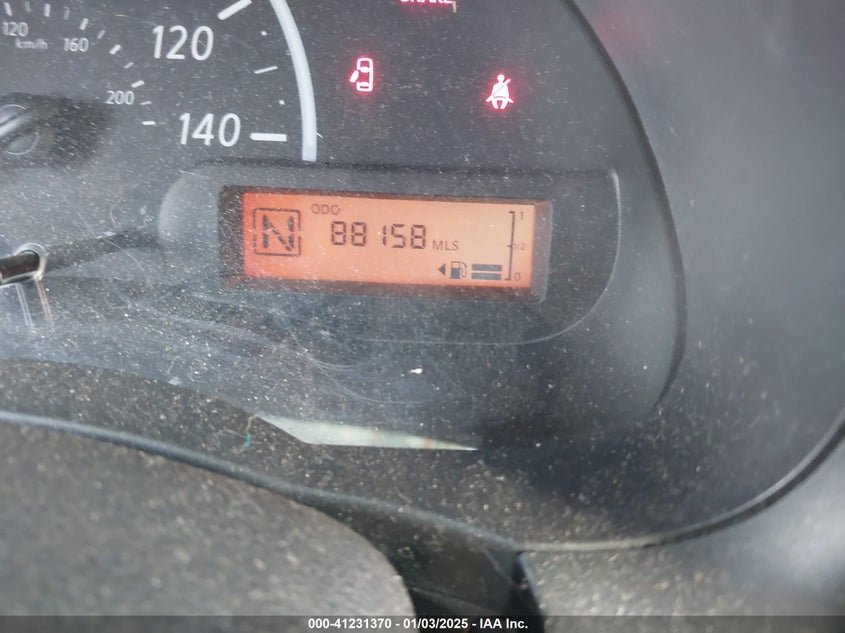 BRAKE
120
km/h
160
120
200
140
ODO
N
88158 MLS
1
1/2
0
000-41231370 — 01/03/2025 — IAA Inc.